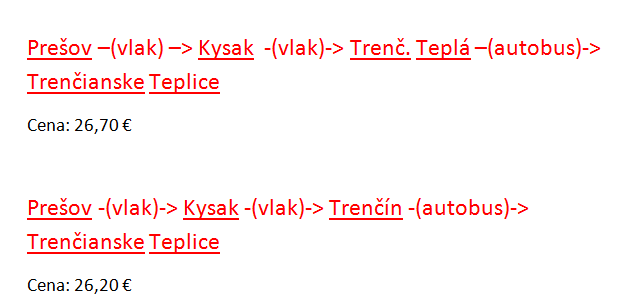 Prešov –(vlak) –> Kysak  -(vlak)-> Trenč. Teplá –(autobus)->
Trenčianske Teplice
Cena: 26,70 €
Prešov -(vlak)-> Kysak -(vlak)-> Trenčín -(autobus)->
Trenčianske Teplice
Cena: 26,20 €